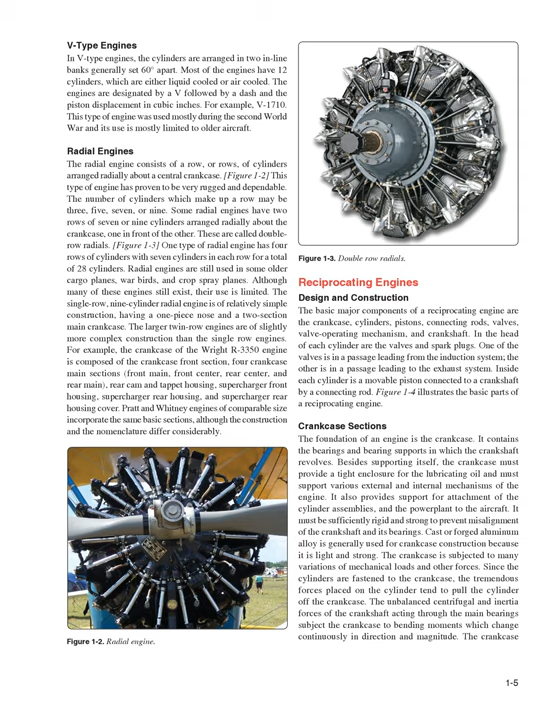 V-Type Engines
In V-type engines, the cylinders are arranged in two in-line
banks generally set 60° apart. Most of the engines have 12
cylinders, which are either liquid cooled or air cooled. The
engines are designated by a V followed by a dash and the
piston displacement in cubic inches. For example, V-1710.
This type of engine was used mostly during the second World
War and its use is mostly limited to older aircraft.
Radial Engines
The radial engine consists of a row, or rows, of cylinders
arranged radially about a central crankcase. [Figure 1-2] This
type of engine has proven to be very rugged and dependable.
The number of cylinders which make up a row may be
three, five, seven, or nine. Some radial engines have two
rows of seven or nine cylinders arranged radially about the
crankcase, one in front of the other. These are called double-
row radials. [Figure 1-3] One type of radial engine has four
rows of cylinders with seven cylinders in each row for a total
of 28 cylinders. Radial engines are still used in some older
cargo planes, war birds, and crop spray planes. Although
many of these engines still exist, their use is limited. The
single-row, nine-cylinder radial engine is of relatively simple
construction, having a one-piece nose and a two-section
main crankcase. The larger twin-row engines are of slightly
more complex construction than the single row engines.
For example, the crankcase of the Wright R-3350 engine
is composed of the crankcase front section, four crankcase
main sections (front main, front center, rear center, and
rear main), rear cam and tappet housing, supercharger front
housing, supercharger rear housing, and supercharger rear
housing cover. Pratt and Whitney engines of comparable size
incorporate the same basic sections, although the construction
and the nomenclature differ considerably.
Figure 1-2. Radial engine.
Figure 1-3. Double row radials.
Reciprocating Engines
Design and Construction
The basic major components of a reciprocating engine are
the crankcase, cylinders, pistons, connecting rods, valves,
valve-operating mechanism, and crankshaft. In the head
of each cylinder are the valves and spark plugs. One of the
valves is in a passage leading from the induction system; the
other is in a passage leading to the exhaust system. Inside
each cylinder is a movable piston connected to a crankshaft
by a connecting rod. Figure 1-4 illustrates the basic parts of
a reciprocating engine.
Crankcase Sections
The foundation of an engine is the crankcase. It contains
the bearings and bearing supports in which the crankshaft
revolves. Besides supporting itself, the crankcase must
provide a tight enclosure for the lubricating oil and must
support various external and internal mechanisms of the
engine. It also provides support for attachment of the
cylinder assemblies, and the powerplant to the aircraft. It
must be sufficiently rigid and strong to prevent misalignment
of the crankshaft and its bearings. Cast or forged aluminum
alloy is generally used for crankcase construction because
it is light and strong. The crankcase is subjected to many
variations of mechanical loads and other forces. Since the
cylinders are fastened to the crankcase, the tremendous
forces placed on the cylinder tend to pull the cylinder
off the crankcase. The unbalanced centrifugal and inertia
forces of the crankshaft acting through the main bearings
subject the crankcase to bending moments which change
continuously in direction and magnitude. The crankcase
1-5